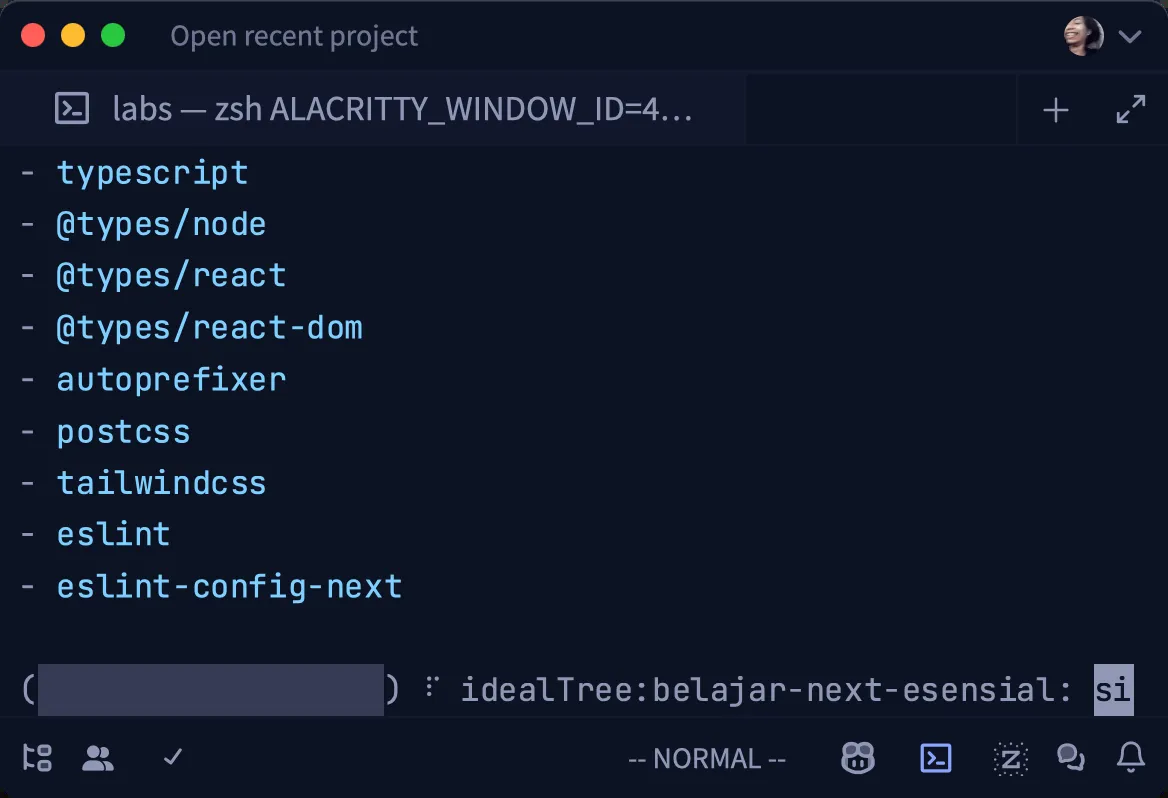 Open recent project
labs — zsh ALACRITTY_WINDOW_ID=4…
- typescript
- @types/node
- @types/react
- @types/react-dom
- autoprefixer
- postcss
- tailwindcss
- eslint
- eslint-config-next
( ) ⠏ idealTree:belajar-next-esensial: si
-- NORMAL --